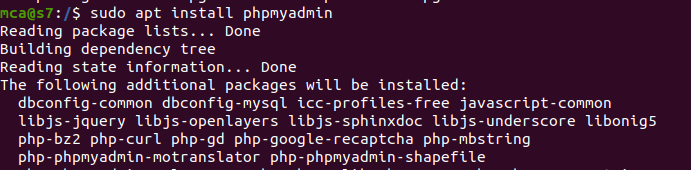 mca@s7:/$ sudo apt install phpmyadmin
Reading package lists... Done
Building dependency tree
Reading state information... Done
The following additional packages will be installed:
dbconfig-common dbconfig-mysql icc-profiles-free javascript-common
libjs-jquery libjs-openlayers libjs-sphinxdoc libjs-underscore libonig5
php-bz2 php-curl php-gd php-google-recaptcha php-mbstring
php-phpmyadmin-motranslator php-phpmyadmin-shapefile